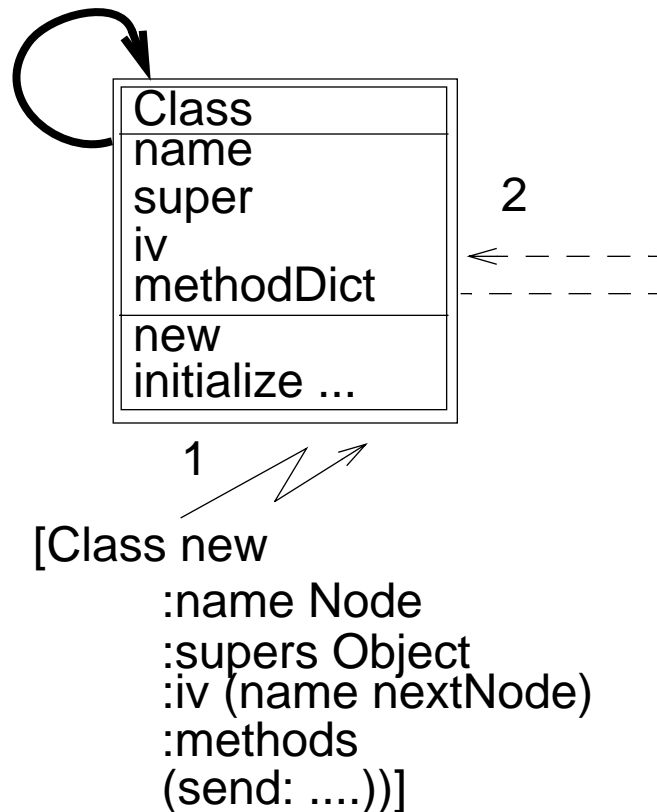 Class
name
super
2
iv
methodDict
new
initialize ...
1
[Class new
:name Node
:supers Object
:iv (name nextNode)
:methods
(send: ....))]